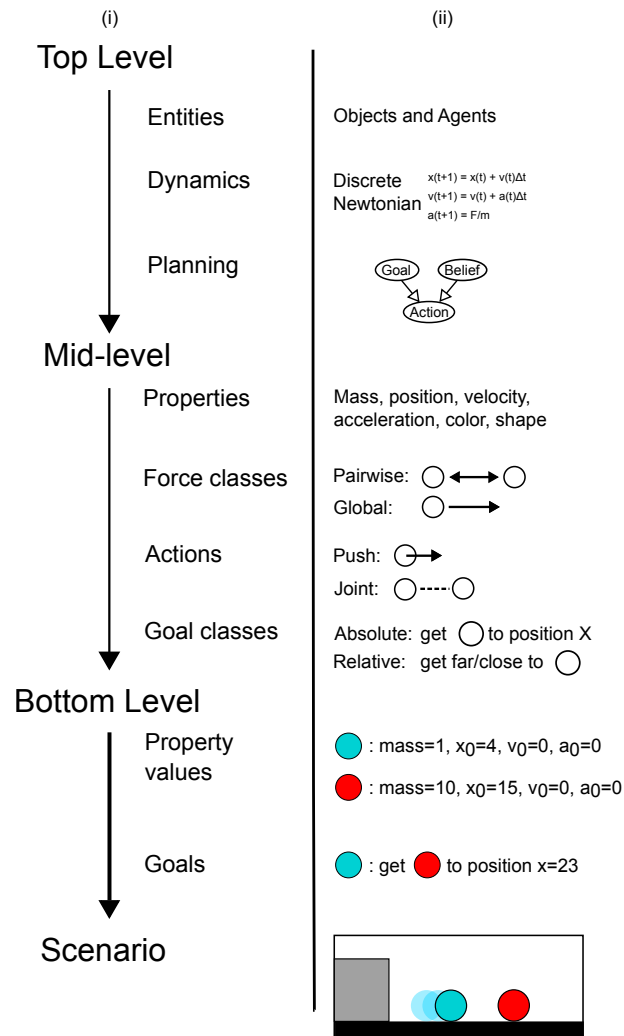 (i)
(ii)
Top Level
Entities
Objects and Agents
Dynamics
Discrete
Newtonian
x(t+1) = x(t) + v(t)Δt
v(t+1) = v(t) + a(t)Δt
a(t+1) = F/m
Planning
Goal
Belief
Action
Mid-level
Properties
Mass, position, velocity,
acceleration, color, shape
Force classes
Pairwise:
Global:
Actions
Push:
Joint:
Goal classes
Absolute: get to position X
Relative: get far/close to
Bottom Level
Property
values
: mass=1, x0=4, v0=0, a0=0
: mass=10, x0=15, v0=0, a0=0
Goals
: get to position x=23
Scenario